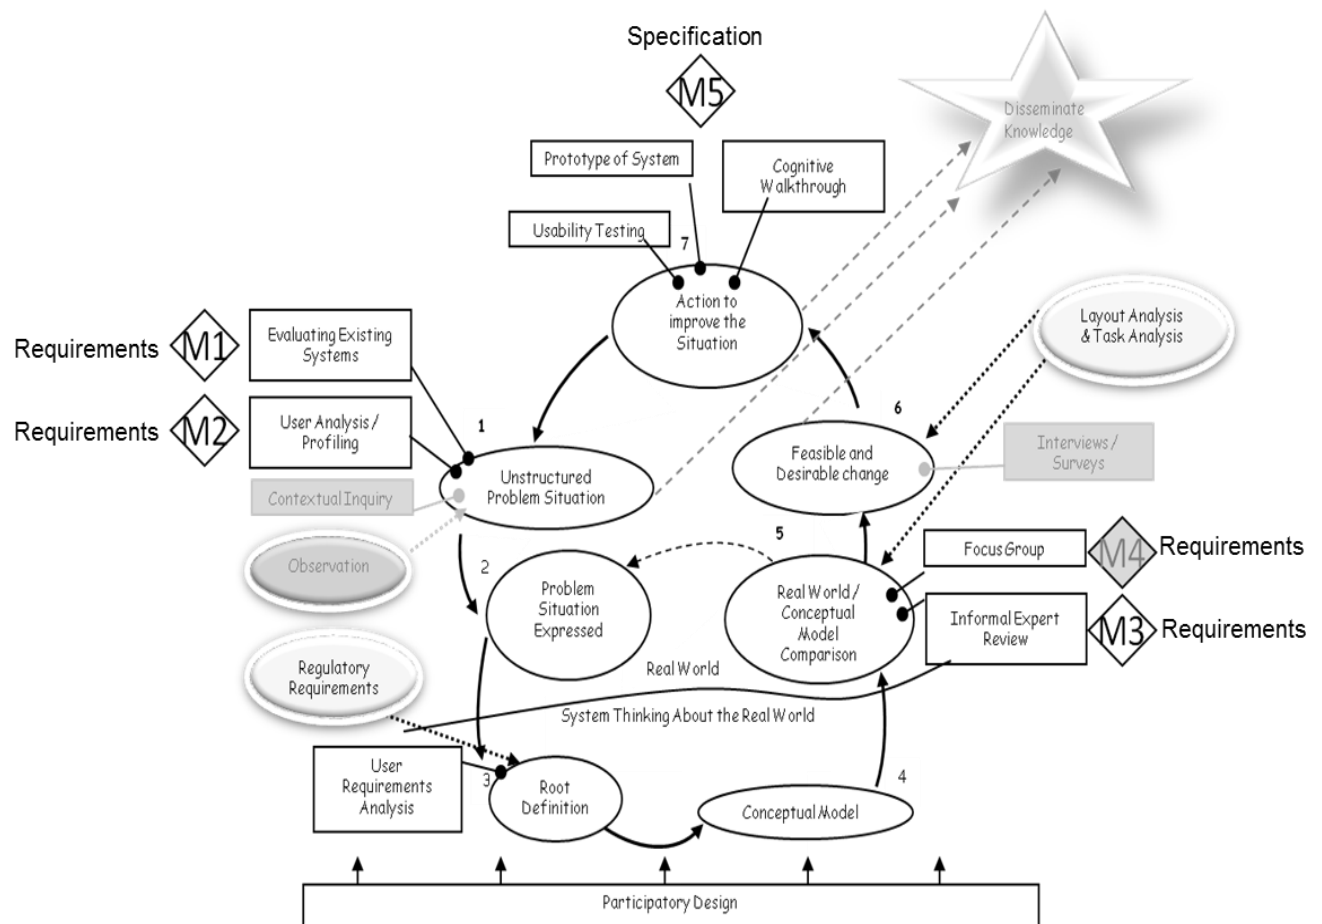 Specification
M5
Disseminate
Knowledge
Prototype of System
Cognitive
Walkthrough
Usability Testing
7
Action to
improve the
Situation
Layout Analysis
& Task Analysis
Requirements
M1
Evaluating Existing
Systems
Requirements
M2
User Analysis /
Profiling
1
Unstructured
Problem Situation
Contextual Inquiry
Observation
6
Feasible and
Desirable change
Interviews /
Surveys
2
Problem
Situation
Expressed
5
Real World /
Conceptual
Model
Comparison
Focus Group
M4
Requirements
Informal Expert
Review
M3
Requirements
Regulatory
Requirements
Real World
System Thinking About the Real World
User
Requirements
Analysis
3
Root
Definition
4
Conceptual Model
Participatory Design